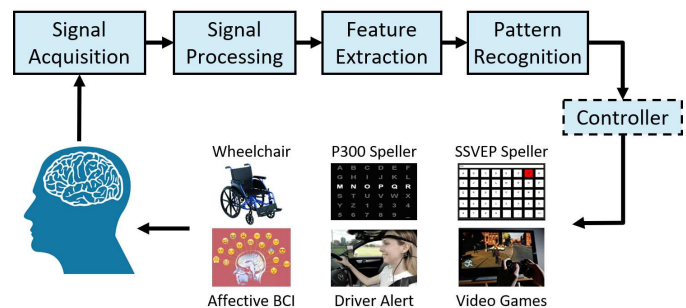 Signal
Acquisition
Signal
Processing
Feature
Extraction
Pattern
Recognition
Controller
Wheelchair
P300 Speller
SSVEP Speller
A B C D E F
G H I J K L
M N O P Q R
S T U V W X
Y Z 1 2 3 4
5 6 7 8 9
Affective BCI
Driver Alert
Video Games